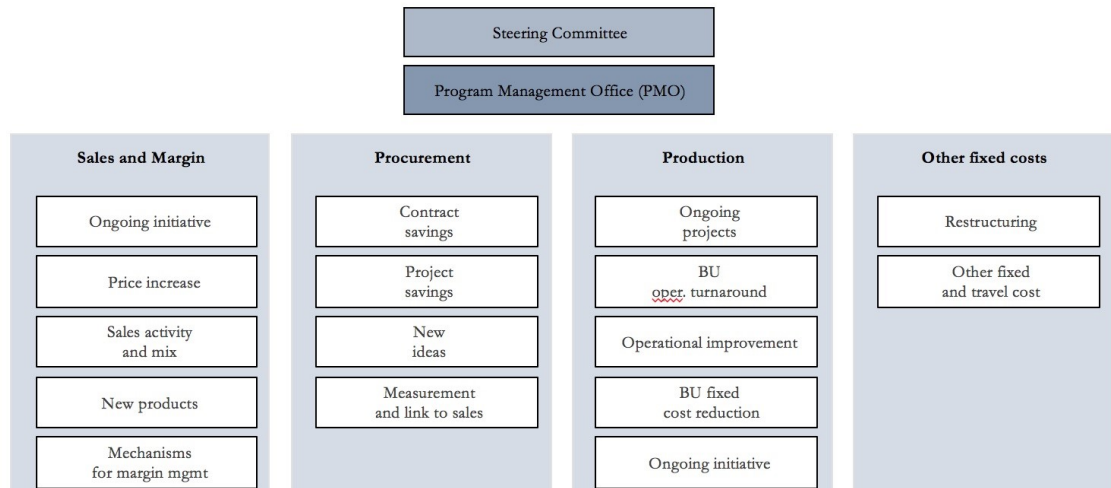 Steering Committee
Program Management Office (PMO)
Sales and Margin
Ongoing initiative
Price increase
Sales activity
and mix
New products
Mechanisms
for margin mgmt
Procurement
Contract
savings
Project
savings
New
ideas
Measurement
and link to sales
Production
Ongoing
projects
BU
oper. turnaround
Operational improvement
BU fixed
cost reduction
Ongoing initiative
Other fixed costs
Restructuring
Other fixed
and travel cost